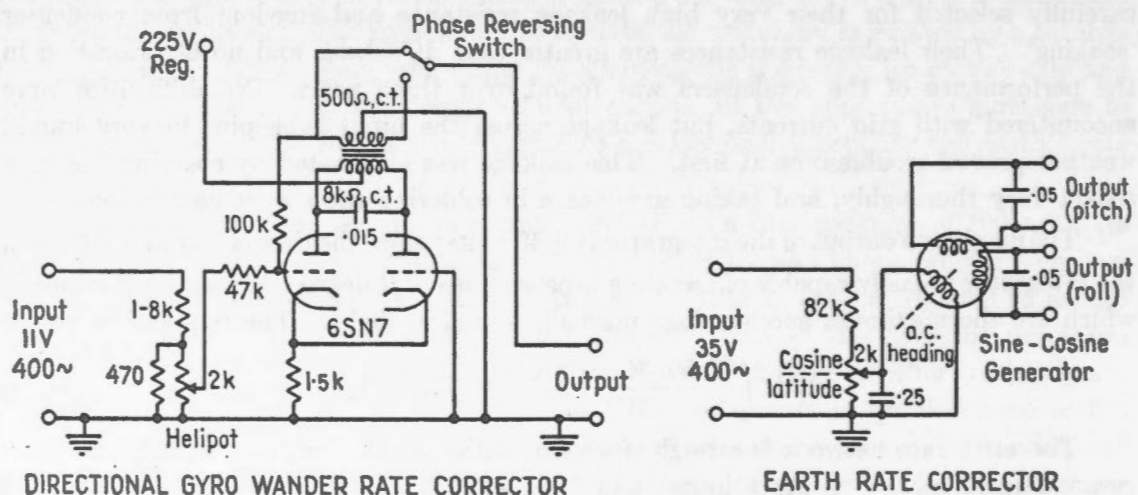 225V
Reg.
Phase Reversing
Switch
500Ω, c.t.
8kΩ c.t.
·015
100k
47k
6SN7
Input
11V
400~
1·8k
470
2k
Helipot
1·5k
Output
DIRECTIONAL GYRO WANDER RATE CORRECTOR
Input
35V
400~
82k
2k
Cosine
latitude
·25
a.c.
heading
·05
Output
(pitch)
·05
Output
(roll)
Sine-Cosine
Generator
EARTH RATE CORRECTOR